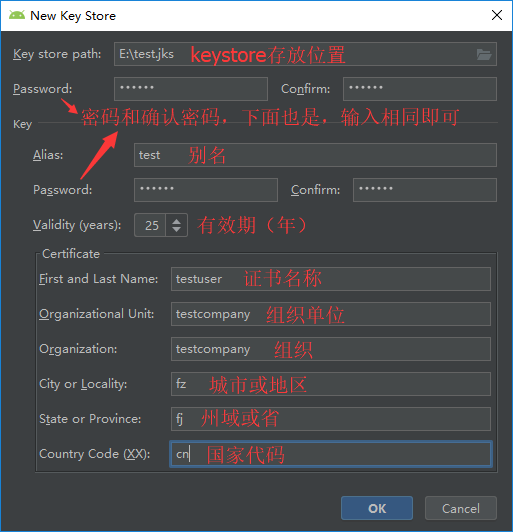 New Key Store
Key store path: E:\test.jks keystore存放位置
Password: •••••• Confirm: ••••••
密码和确认密码，下面也是，输入相同即可
Key
Alias: test 别名
Password: •••••• Confirm: ••••••
Validity (years): 25 有效期（年）
Certificate
First and Last Name: testuser 证书名称
Organizational Unit: testcompany 组织单位
Organization: testcompany 组织
City or Locality: fz 城市或地区
State or Province: fj 州域或省
Country Code (XX): cn 国家代码
OK Cancel